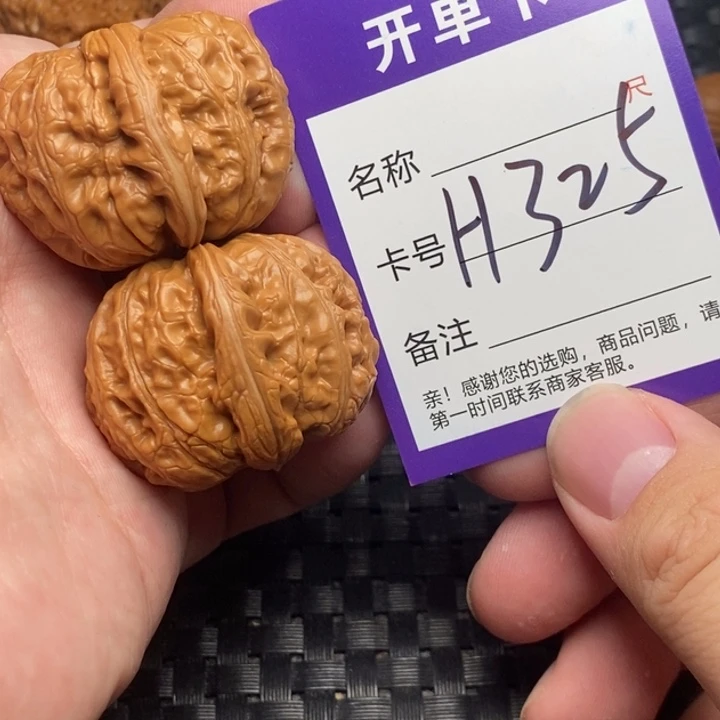 开单
尺
名称
卡号 H325
备注
亲！感谢您的选购，商品问题，请
第一时间联系商家客服。